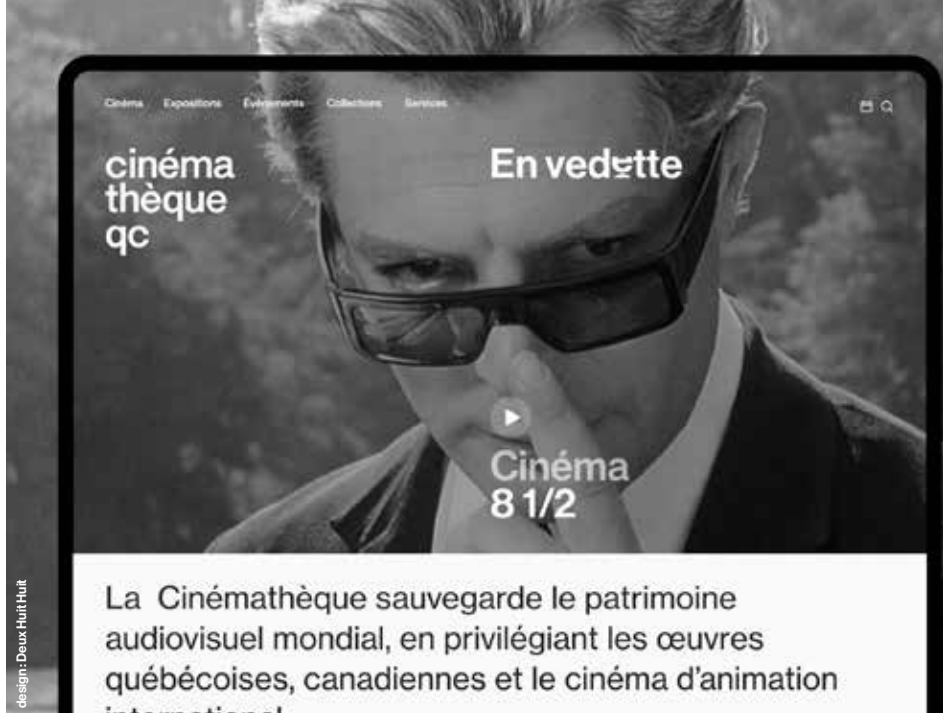 Cinéma Expositions Événements Collections Services
cinéma
thèque
qc
En vedette
Cinéma
8 1/2
La Cinémathèque sauvegarde le patrimoine
audiovisuel mondial, en privilégiant les œuvres
québécoises, canadiennes et le cinéma d’animation
international
design: Deux Huit Huit